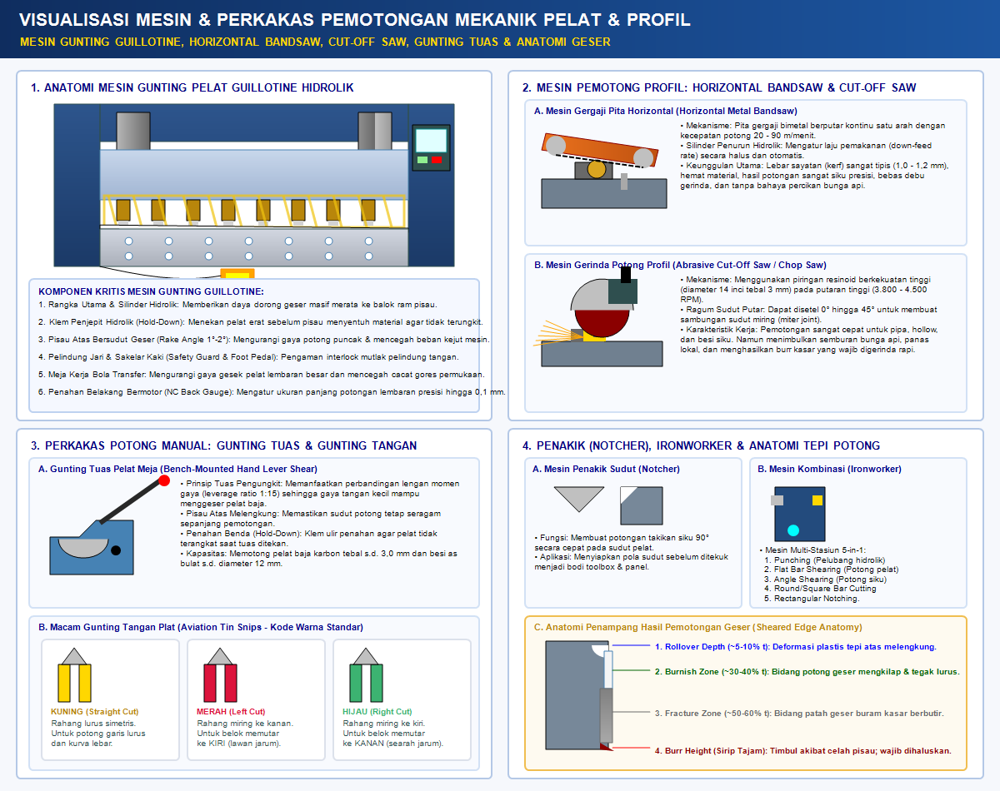 VISUALISASI MESIN & PERKAKAS PEMOTONGAN MEKANIK PELAT & PROFIL
MESIN GUNTING GUILLOTINE, HORIZONTAL BANDSAW, CUT-OFF SAW, GUNTING TUAS & ANATOMI GESER
1. ANATOMI MESIN GUNTING PELAT GUILLOTINE HIDROLIK
KOMPONEN KRITIS MESIN GUNTING GUILLOTINE:
1. Rangka Utama & Silinder Hidrolik: Memberikan daya dorong geser masif merata ke balok ram pisau.
2. Klem Penjepit Hidrolik (Hold-Down): Menekan pelat erat sebelum pisau menyentuh material agar tidak terungkit.
3. Pisau Atas Bersudut Geser (Rake Angle 1°-2°): Mengurangi gaya potong puncak & mencegah beban kejut mesin.
4. Pelindung Jari & Sakelar Kaki (Safety Guard & Foot Pedal): Pengaman interlock mutlak pelindung tangan.
5. Meja Kerja Bola Transfer: Mengurangi gaya gesek pelat lembaran besar dan mencegah cacat gores permukaan.
6. Penahan Belakang Bermotor (NC Back Gauge): Mengatur ukuran panjang potongan lembaran presisi hingga 0,1 mm.
2. MESIN PEMOTONG PROFIL: HORIZONTAL BANDSAW & CUT-OFF SAW
A. Mesin Gergaji Pita Horizontal (Horizontal Metal Bandsaw)
• Mekanisme: Pita gergaji bimetal berputar kontinu satu arah dengan
kecepatan potong 20 - 90 m/menit.
• Silinder Penurun Hidrolik: Mengatur laju pemakanan (down-feed
rate) secara halus dan otomatis.
• Keunggulan Utama: Lebar sayatan (kerf) sangat tipis (1,0 - 1,2 mm),
hemat material, hasil potongan sangat siku presisi, bebas debu
gerinda, dan tanpa bahaya percikan bunga api.
B. Mesin Gerinda Potong Profil (Abrasive Cut-Off Saw / Chop Saw)
• Mekanisme: Menggunakan piringan resinoid berkekuatan tinggi
(diameter 14 inci tebal 3 mm) pada putaran tinggi (3.800 - 4.500
RPM).
• Ragum Sudut Putar: Dapat disetel 0° hingga 45° untuk membuat
sambungan sudut miring (miter joint).
• Karakteristik Kerja: Pemotongan sangat cepat untuk pipa, hollow,
dan besi siku. Namun menimbulkan semburan bunga api, panas
lokal, dan menghasilkan burr kasar yang wajib digerinda rapi.
3. PERKAKAS POTONG MANUAL: GUNTING TUAS & GUNTING TANGAN
A. Gunting Tuas Pelat Meja (Bench-Mounted Hand Lever Shear)
• Prinsip Tuas Pengungkit: Memanfaatkan perbandingan lengan momen
gaya (leverage ratio 1:15) sehingga gaya tangan kecil mampu
menggeser pelat baja.
• Pisau Atas Melengkung: Memastikan sudut potong tetap seragam
sepanjang pemotongan.
• Penahan Benda (Hold-Down): Klem ulir penahan agar pelat tidak
terangkat saat tuas ditekan.
• Kapasitas: Memotong pelat baja karbon tebal s.d. 3,0 mm dan besi as
bulat s.d. diameter 12 mm.
B. Macam Gunting Tangan Plat (Aviation Tin Snips - Kode Warna Standar)
KUNING (Straight Cut)
Rahang lurus simetris.
Untuk potong garis lurus
dan kurva lebar.
MERAH (Left Cut)
Rahang miring ke kanan.
Untuk belok memutar
ke KIRI (lawan jarum).
HIJAU (Right Cut)
Rahang miring ke kiri.
Untuk belok memutar
ke KANAN (searah jarum).
4. PENAKIK (NOTCHER), IRONWORKER & ANATOMI TEPI POTONG
A. Mesin Penakik Sudut (Notcher)
• Fungsi: Membuat potongan takikan siku 90°
secara cepat pada sudut pelat.
• Aplikasi: Menyiapkan pola sudut sebelum ditekuk
menjadi bodi toolbox & panel.
B. Mesin Kombinasi (Ironworker)
• Mesin Multi-Stasiun 5-in-1:
1. Punching (Pelubang hidrolik)
2. Flat Bar Shearing (Potong pelat)
3. Angle Shearing (Potong siku)
4. Round/Square Bar Cutting
5. Rectangular Notching.
C. Anatomi Penampang Hasil Pemotongan Geser (Sheared Edge Anatomy)
1. Rollover Depth (~5-10% t): Deformasi plastis tepi atas melengkung.
2. Burnish Zone (~30-40% t): Bidang potong geser mengkilap & tegak lurus.
3. Fracture Zone (~50-60% t): Bidang patah geser buram kasar berbutir.
4. Burr Height (Sirip Tajam): Timbul akibat celah pisau; wajib dihaluskan.